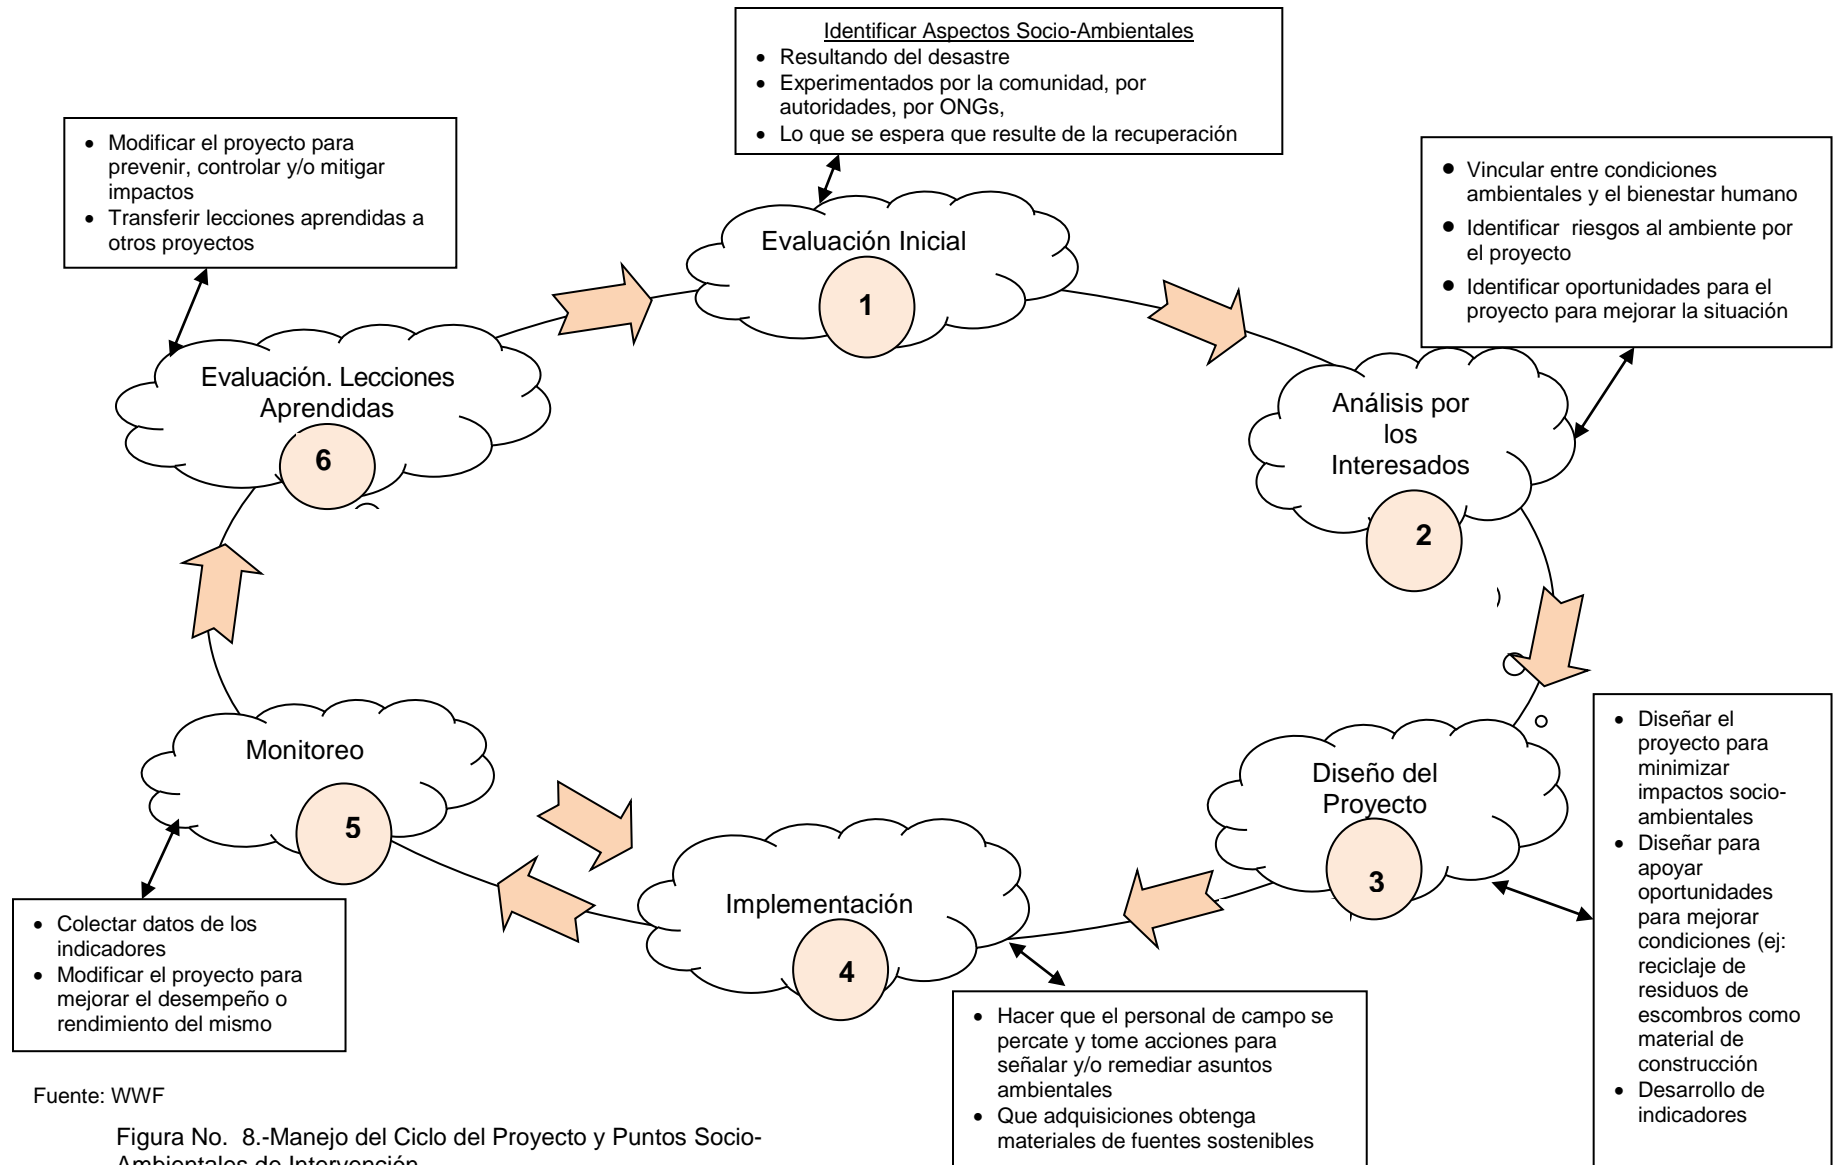 Identificar Aspectos Socio-Ambientales
• Resultando del desastre
• Experimentados por la comunidad, por
autoridades, por ONGs,
• Lo que se espera que resulte de la recuperación
• Modificar el proyecto para
prevenir, controlar y/o mitigar
impactos
• Transferir lecciones aprendidas a
otros proyectos
• Vincular entre condiciones
ambientales y el bienestar humano
• Identificar riesgos al ambiente por
el proyecto
• Identificar oportunidades para el
proyecto para mejorar la situación
Evaluación Inicial
1
Evaluación. Lecciones
Aprendidas
6
Análisis por
los
Interesados
2
Monitoreo
5
Diseño del
Proyecto
3
• Diseñar el
proyecto para
minimizar
impactos socio-
ambientales
• Diseñar para
apoyar
oportunidades
para mejorar
condiciones (ej:
reciclaje de
residuos de
escombros como
material de
construcción
• Desarrollo de
indicadores
Implementación
4
• Colectar datos de los
indicadores
• Modificar el proyecto para
mejorar el desempeño o
rendimiento del mismo
• Hacer que el personal de campo se
percate y tome acciones para
señalar y/o remediar asuntos
ambientales
• Que adquisiciones obtenga
materiales de fuentes sostenibles
Fuente: WWF
Figura No. 8.-Manejo del Ciclo del Proyecto y Puntos Socio-
Ambientales de Intervención